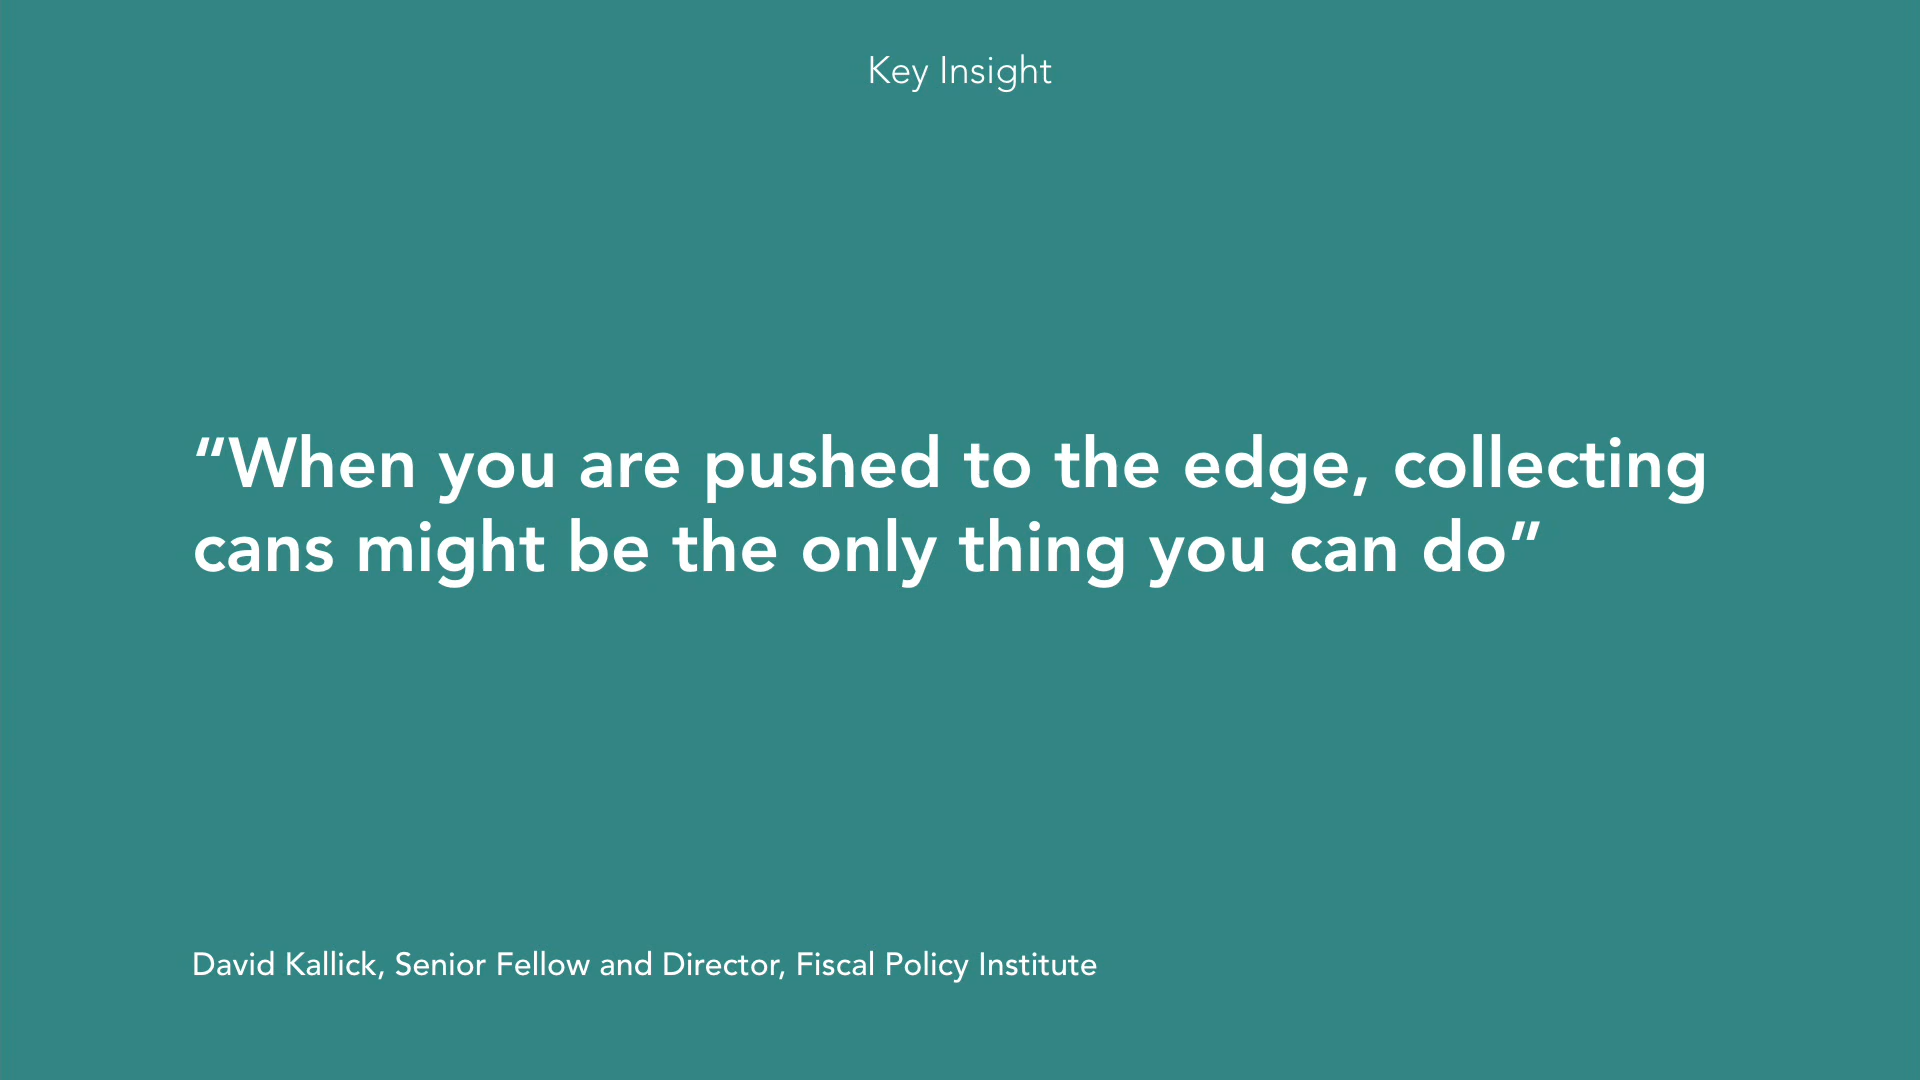 Key Insight
“When you are pushed to the edge, collecting
cans might be the only thing you can do”
David Kallick, Senior Fellow and Director, Fiscal Policy Institute